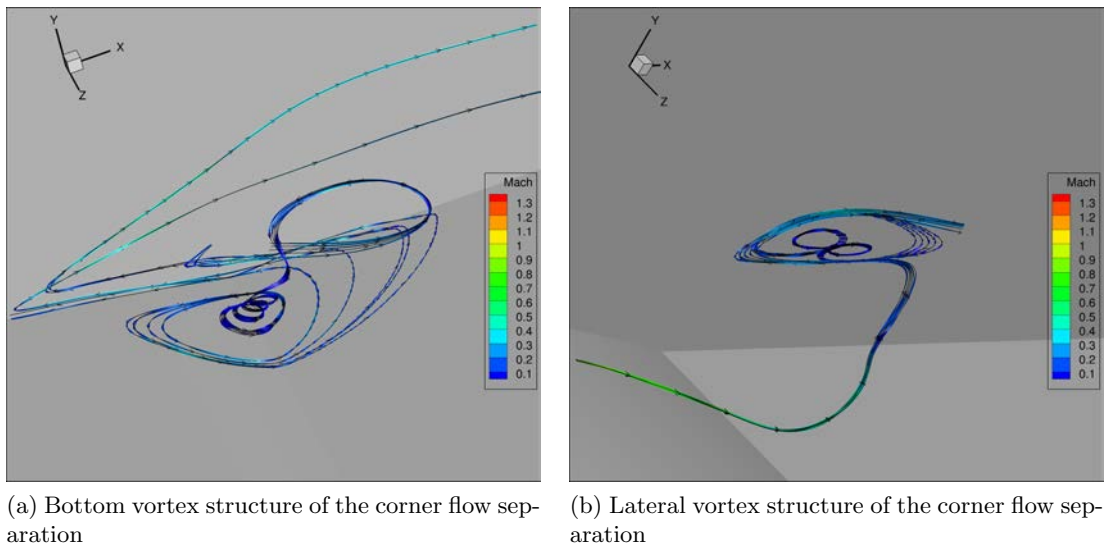 Y
X
Z
Mach
1.3
1.2
1.1
1
0.9
0.8
0.7
0.6
0.5
0.4
0.3
0.2
0.1
(a) Bottom vortex structure of the corner flow sep-
aration
Y
X
Z
Mach
1.3
1.2
1.1
1
0.9
0.8
0.7
0.6
0.5
0.4
0.3
0.2
0.1
(b) Lateral vortex structure of the corner flow sep-
aration